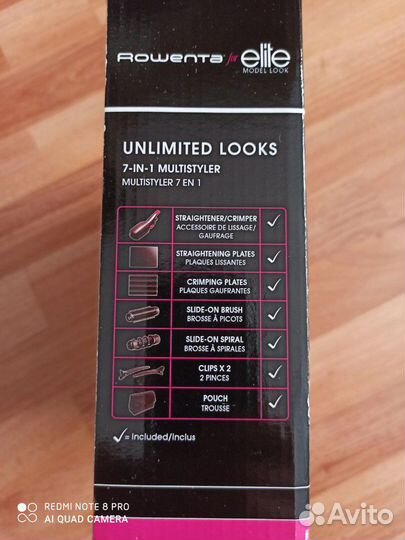 Rowenta for elite
MODEL LOOK
UNLIMITED LOOKS
7-IN-1 MULTISTYLER
MULTISTYLER 7 EN 1
STRAIGHTENER/CRIMPER
ACCESSOIRE DE LISSAGE/
GAUFRAGE
STRAIGHTENING PLATES
PLAQUES LISSANTES
CRIMPING PLATES
PLAQUES GAUFRANTES
SLIDE-ON BRUSH
BROSSE À PICOTS
SLIDE-ON SPIRAL
BROSSE À SPIRALES
CLIPS X 2
2 PINCES
POUCH
TROUSSE
✓= Included/Inclus
REDMI NOTE 8 PRO
AI QUAD CAMERA
Avito